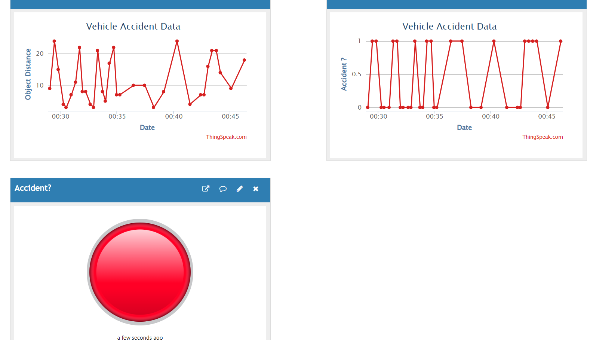 Vehicle Accident Data
Object Distance
20
10
00:30 00:35 00:40 00:45
Date
ThingSpeak.com
Vehicle Accident Data
Accident ?
1
0.5
0
00:30 00:35 00:40 00:45
Date
ThingSpeak.com
Accident?
a few seconds ago